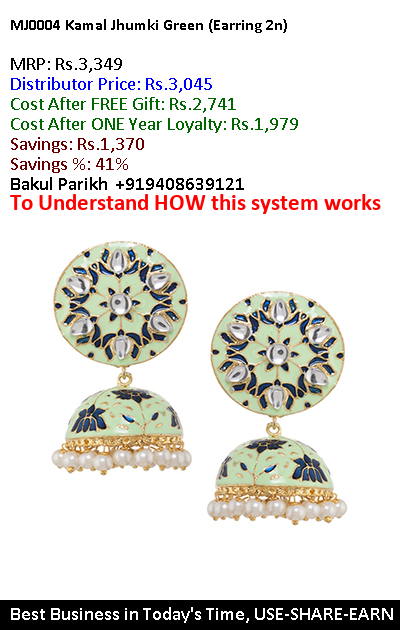 MJ0004 Kamal Jhumki Green (Earring 2n)
MRP: Rs.3,349
Distributor Price: Rs.3,045
Cost After FREE Gift: Rs.2,741
Cost After ONE Year Loyalty: Rs.1,979
Savings: Rs.1,370
Savings %: 41%
Bakul Parikh +919408639121
To Understand HOW this system works
Best Business in Today's Time, USE-SHARE-EARN